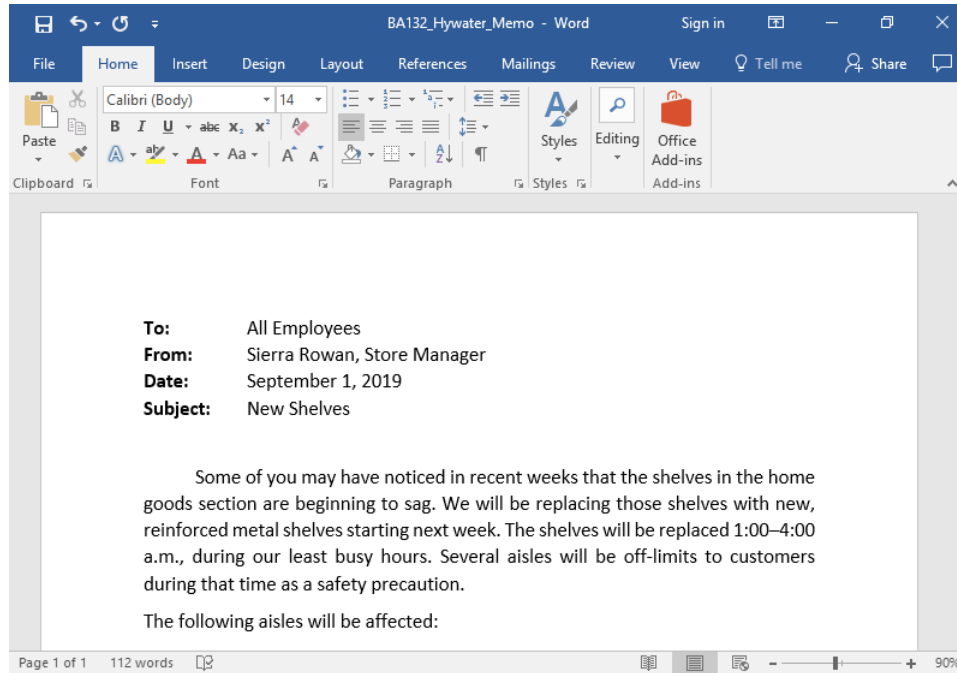 BA132_Hywater_Memo - Word Sign in
File Home Insert Design Layout References Mailings Review View Tell me Share
Calibri (Body) 14
Paste
B I U abc X₂ X² Styles Editing Office Add-ins
A ab A Aa A A A Z ¶
Clipboard Font Paragraph Styles Add-ins
To: All Employees
From: Sierra Rowan, Store Manager
Date: September 1, 2019
Subject: New Shelves
Some of you may have noticed in recent weeks that the shelves in the home
goods section are beginning to sag. We will be replacing those shelves with new,
reinforced metal shelves starting next week. The shelves will be replaced 1:00–4:00
a.m., during our least busy hours. Several aisles will be off-limits to customers
during that time as a safety precaution.
The following aisles will be affected:
Page 1 of 1 112 words 90%